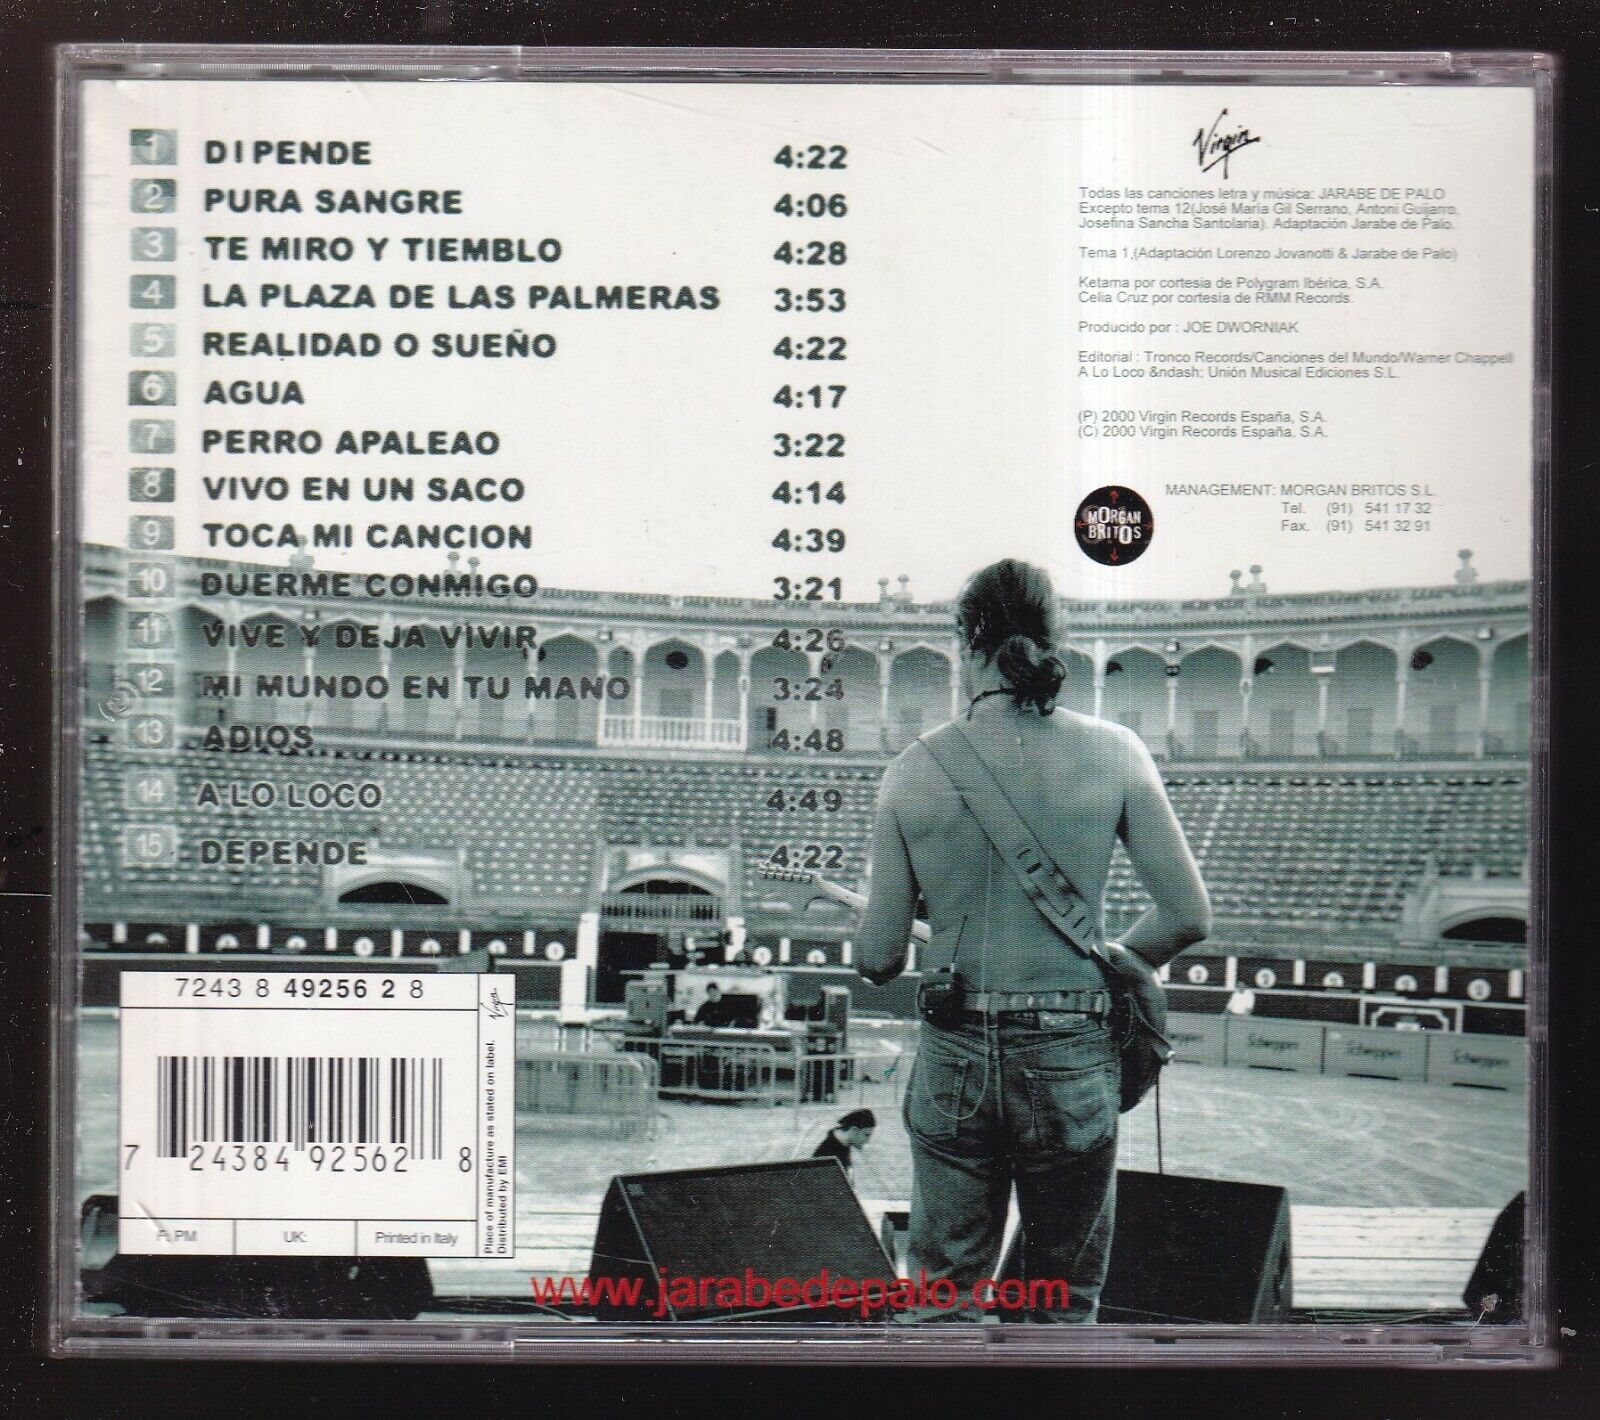 1 DI PENDE 4:22
2 PURA SANGRE 4:06
3 TE MIRO Y TIEMBLO 4:28
4 LA PLAZA DE LAS PALMERAS 3:53
5 REALIDAD O SUEÑO 4:22
6 AGUA 4:17
7 PERRO APALEAO 3:22
8 VIVO EN UN SACO 4:14
9 TOCA MI CANCION 4:39
10 DUERME CONMIGO 3:21
11 VIVE Y DEJA VIVIR 4:26
12 MI MUNDO EN TU MANO 3:24
13 ADIOS 4:48
14 A LO LOCO 4:49
15 DEPENDE 4:22
Virgin
Todas las canciones letra y música: JARABE DE PALO
Excepto tema 12(José Maria Gil Serrano, Antoni Guijarro,
Josefina Sancha Santolaria). Adaptación Jarabe de Palo.
Tema 1,(Adaptación Lorenzo Jovanotti & Jarabe de Palo)
Ketama por cortesia de Polygram Ibérica, S.A.
Celia Cruz por cortesia de RMM Records.
Producido por : JOE DWORNIAK
Editorial : Tronco Records/Canciones del Mundo/Warner Chappell
A Lo Loco &ndash; Unión Musical Ediciones S.L.
(P) 2000 Virgin Records España, S.A.
(C) 2000 Virgin Records España, S.A.
MORGAN
BRITOS
MANAGEMENT: MORGAN BRITOS S.L.
Tel. (91) 541 17 32
Fax. (91) 541 32 91
Schweppes
Schweppes
Schweppes
7243 8 49256 2 8
7 24384 92562 8
PM
UK:
Printed in Italy
Virgin
Place of manufacture as stated on label.
Distributed by EMI
www.jarabedepalo.com